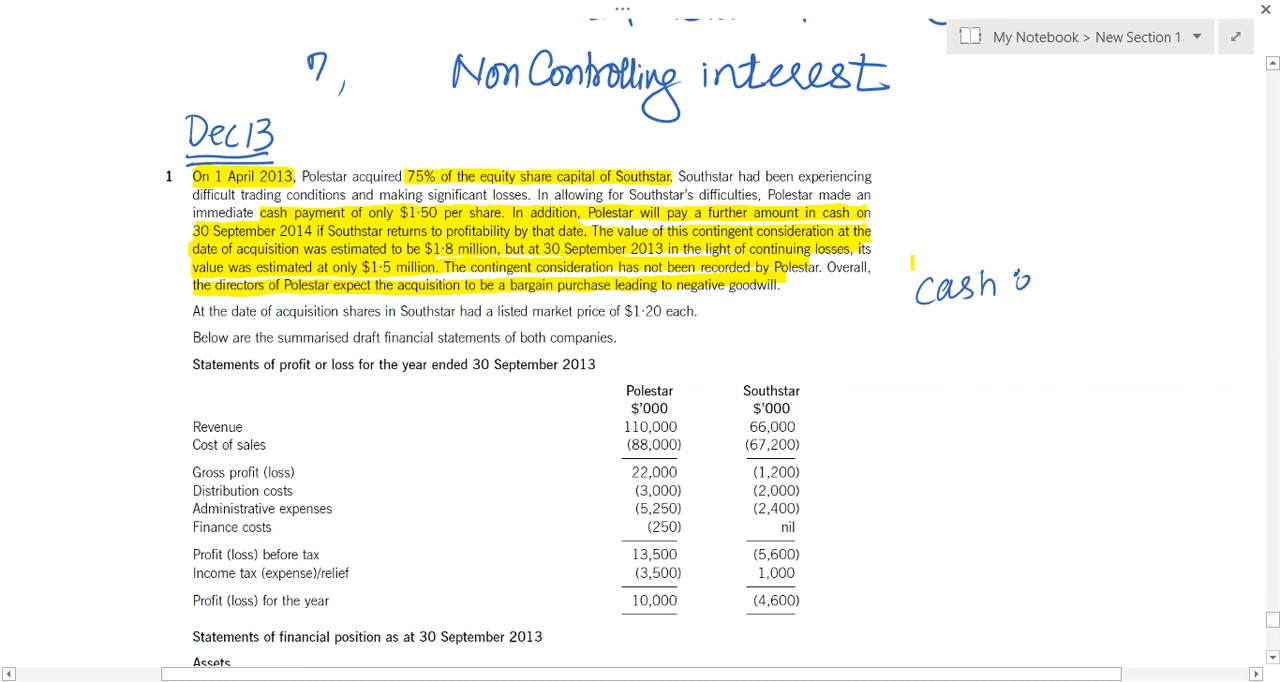 My Notebook > New Section 1
7, Non Controlling interest
Dec 13
1 On 1 April 2013, Polestar acquired 75% of the equity share capital of Southstar. Southstar had been experiencing
difficult trading conditions and making significant losses. In allowing for Southstar's difficulties, Polestar made an
immediate cash payment of only $1·50 per share. In addition, Polestar will pay a further amount in cash on
30 September 2014 if Southstar returns to profitability by that date. The value of this contingent consideration at the
date of acquisition was estimated to be $1·8 million, but at 30 September 2013 in the light of continuing losses, its
value was estimated at only $1·5 million. The contingent consideration has not been recorded by Polestar. Overall,
the directors of Polestar expect the acquisition to be a bargain purchase leading to negative goodwill.
cash
At the date of acquisition shares in Southstar had a listed market price of $1·20 each.
Below are the summarised draft financial statements of both companies.
Statements of profit or loss for the year ended 30 September 2013
Polestar Southstar
$'000 $'000
Revenue 110,000 66,000
Cost of sales (88,000) (67,200)
Gross profit (loss) 22,000 (1,200)
Distribution costs (3,000) (2,000)
Administrative expenses (5,250) (2,400)
Finance costs (250) nil
Profit (loss) before tax 13,500 (5,600)
Income tax (expense)/relief (3,500) 1,000
Profit (loss) for the year 10,000 (4,600)
Statements of financial position as at 30 September 2013
Assets